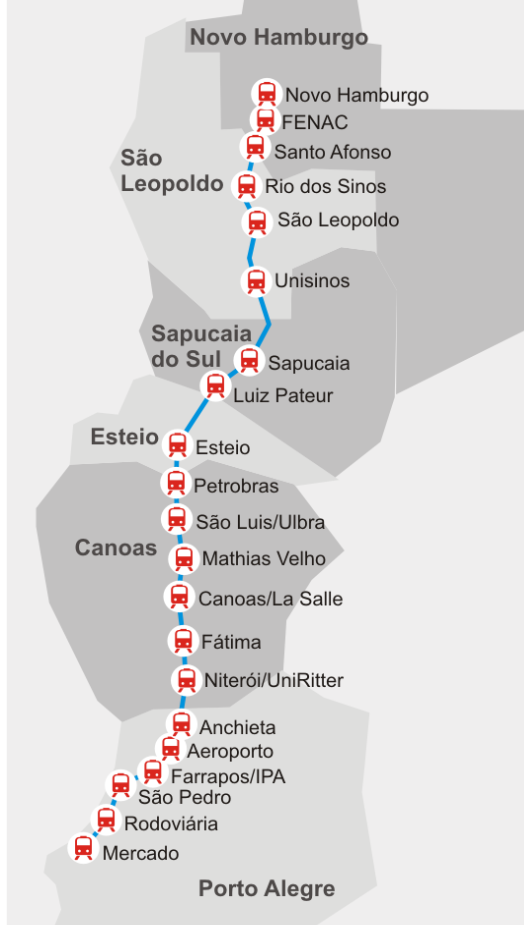 Novo Hamburgo
Novo Hamburgo
FENAC
Santo Afonso
São
Leopoldo
Rio dos Sinos
São Leopoldo
Unisinos
Sapucaia
do Sul
Sapucaia
Luiz Pateur
Esteio
Esteio
Petrobras
São Luis/Ulbra
Canoas
Mathias Velho
Canoas/La Salle
Fátima
Niterói/UniRitter
Anchieta
Aeroporto
Farrapos/IPA
São Pedro
Rodoviária
Mercado
Porto Alegre